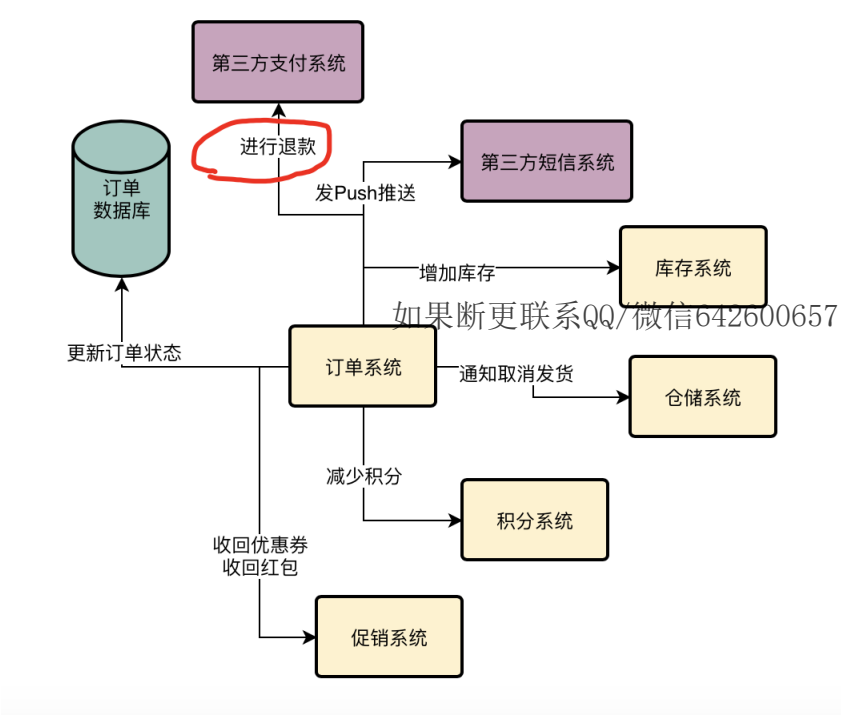 第三方支付系统
进行退款
第三方短信系统
订单
数据库
发Push推送
增加库存
库存系统
如果断更联系QQ/微信642600657
更新订单状态
订单系统
通知取消发货
仓储系统
减少积分
积分系统
收回优惠券
收回红包
促销系统